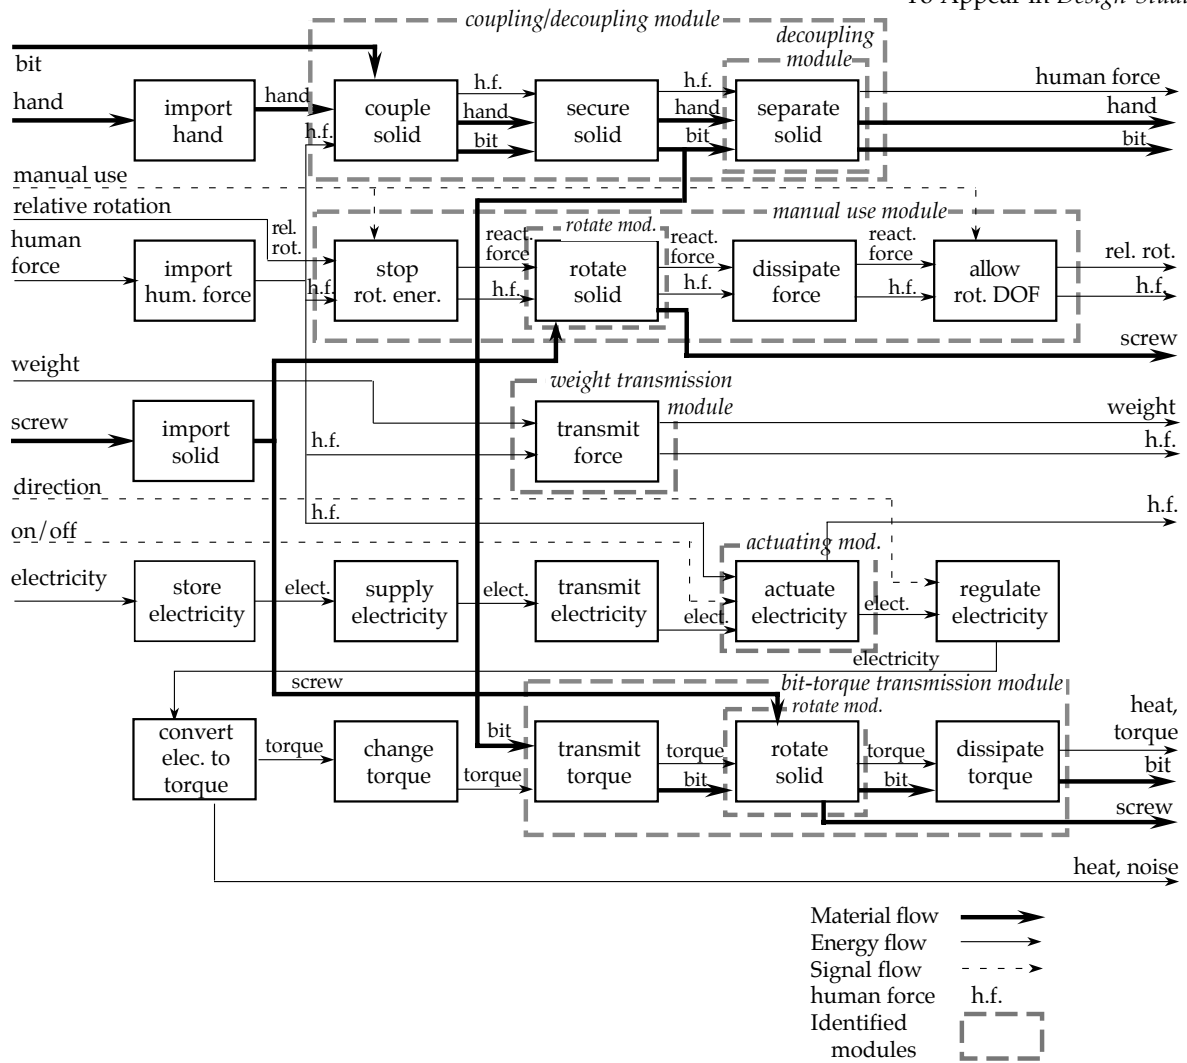 To Appear in Design Studi
coupling/decoupling module
decoupling
module
bit
hand
import
hand
hand
h.f.
couple
solid
h.f.
hand
bit
secure
solid
h.f.
hand
bit
separate
solid
human force
hand
bit
manual use
relative rotation
human
force
import
hum. force
rel.
rot.
h.f.
manual use module
stop
rot. ener.
react.
force
h.f.
rotate mod.
rotate
solid
react.
force
h.f.
dissipate
force
react.
force
h.f.
allow
rot. DOF
rel. rot.
h.f.
screw
weight
weight transmission
module
screw
import
solid
h.f.
transmit
force
weight
h.f.
direction
on/off
h.f.
h.f.
actuating mod.
electricity
store
electricity
elect.
supply
electricity
elect.
transmit
electricity
elect.
actuate
electricity
elect.
regulate
electricity
electricity
screw
bit-torque transmission module
rotate mod.
convert
elec. to
torque
torque
change
torque
torque
bit
transmit
torque
torque
bit
rotate
solid
torque
bit
dissipate
torque
heat,
torque
bit
screw
heat, noise
Material flow
Energy flow
Signal flow
human force h.f.
Identified
modules